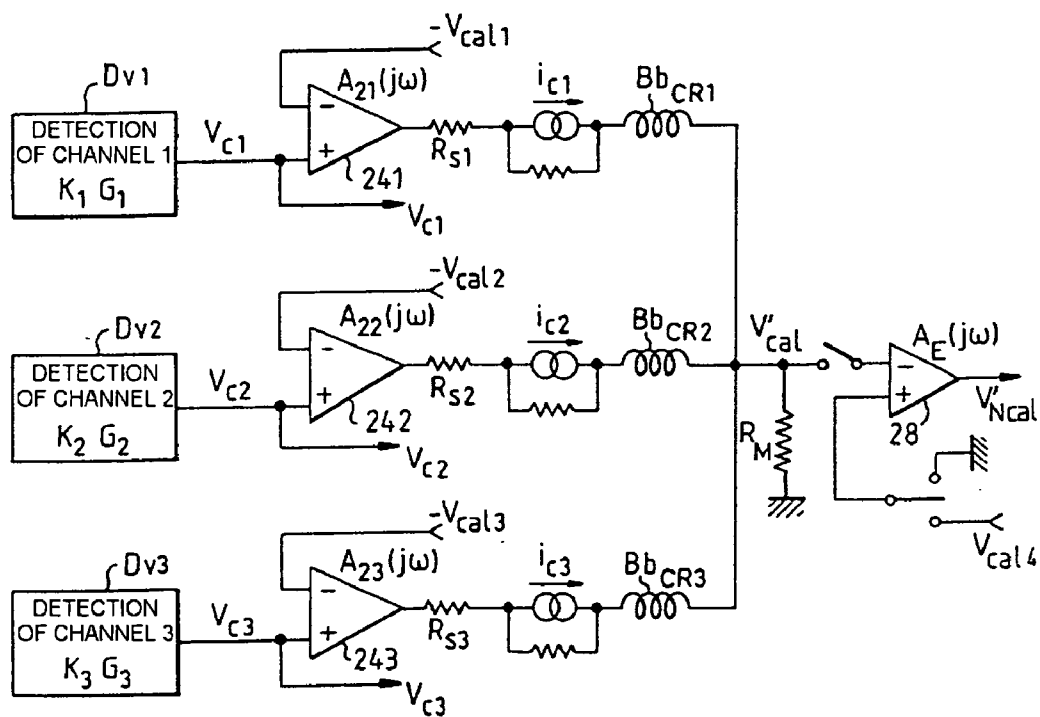 -Vcal1
Dv1
A21(jω)
ic1
BbCR1
DETECTION
OF CHANNEL 1
K1 G1
Vc1
-
+
RS1
241
Vc1
-Vcal2
Dv2
A22(jω)
ic2
BbCR2
V'cal
AE(jω)
DETECTION
OF CHANNEL 2
K2 G2
Vc2
-
+
RS2
242
Vc2
RM
-
+
28
V'Ncal
Vcal4
-Vcal3
Dv3
A23(jω)
ic3
BbCR3
DETECTION
OF CHANNEL 3
K3 G3
Vc3
-
+
RS3
243
Vc3